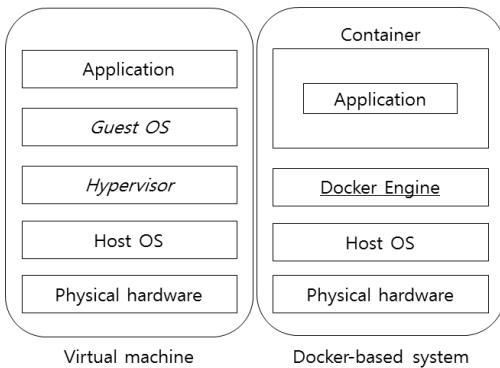 Application
Guest OS
Hypervisor
Host OS
Physical hardware
Virtual machine
Container
Application
Docker Engine
Host OS
Physical hardware
Docker-based system